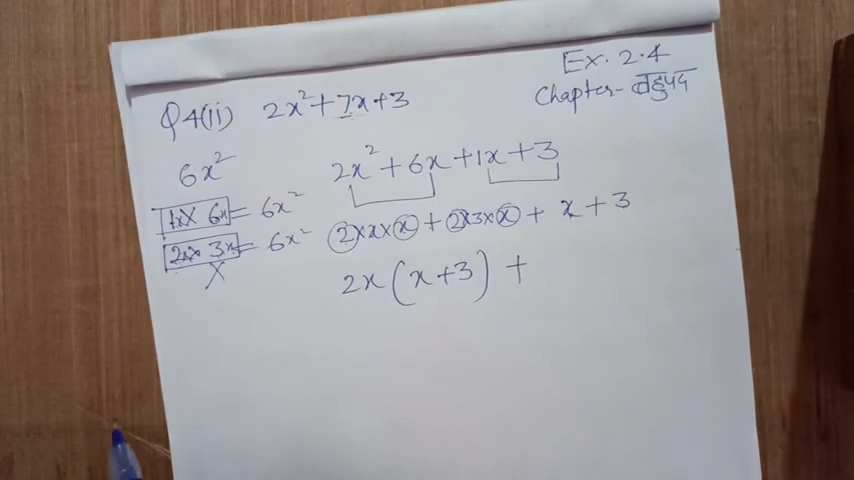 Ex. 2.4
Chapter- बहुपद
Q4(ii) 2x²+7x+3
6x²
2x²+6x+1x+3
1x× 6x = 6x²
2x× 3x = 6x²
X
2×x×x + 2×3×x + x+3
2x(x+3) +